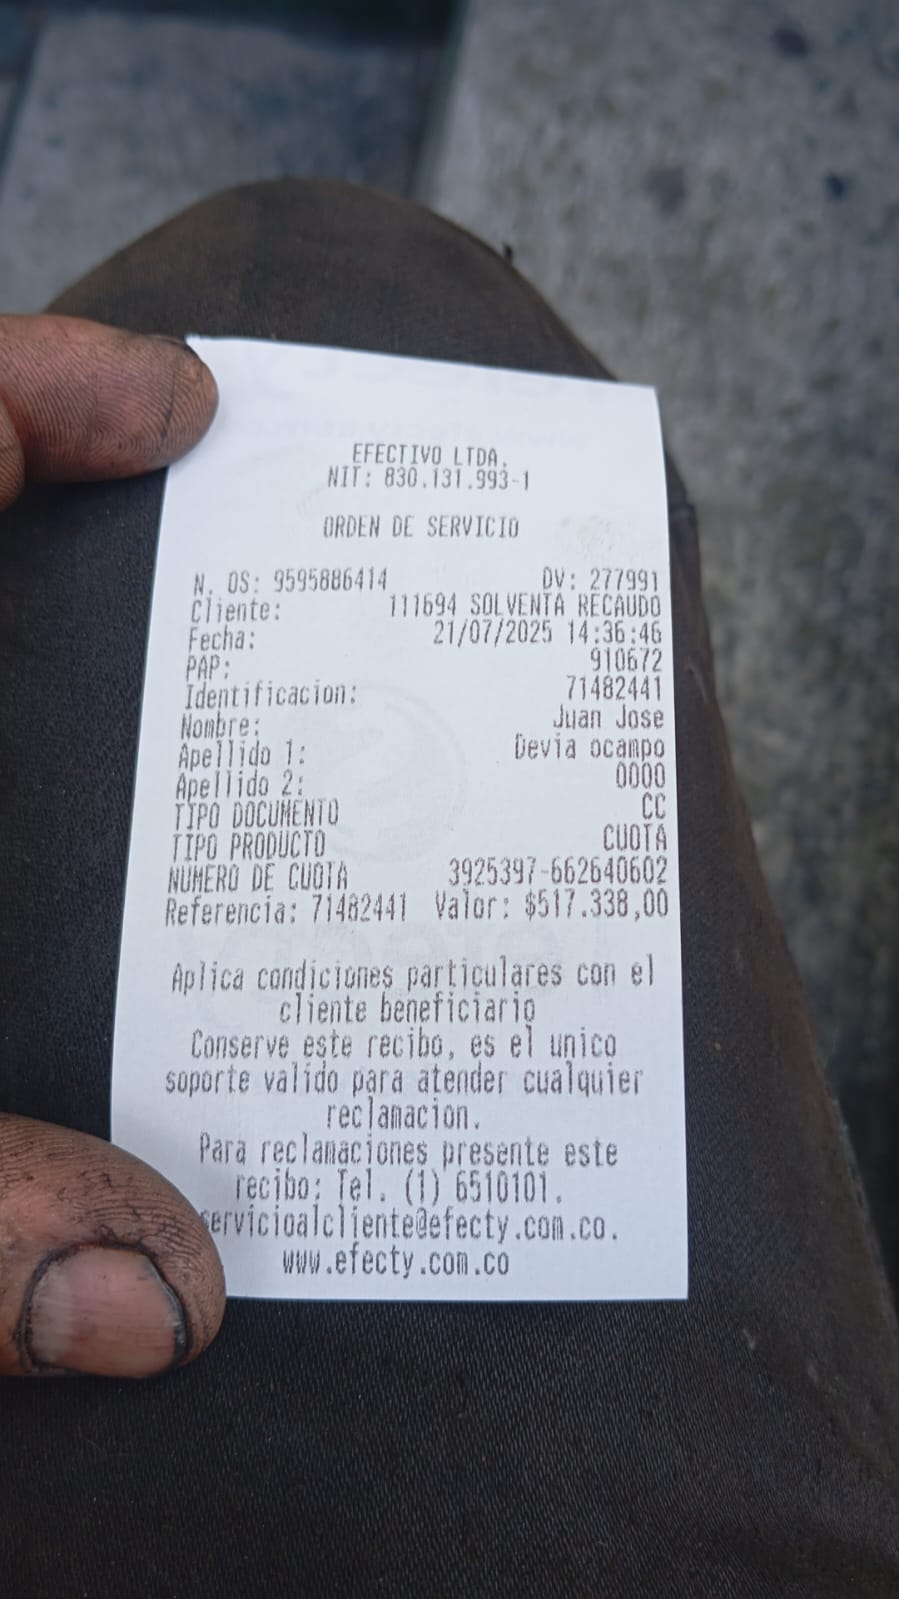 EFECTIVO LTDA.
NIT: 830.131.993-1
ORDEN DE SERVICIO
N. OS: 9595886414 DV: 277991
Cliente: 111694 SOLVENTA RECAUDO
Fecha: 21/07/2025 14:36:46
PAP: 910672
Identificacion: 71482441
Nombre: Juan Jose
Apellido 1: Devia ocampo
Apellido 2: 0000
TIPO DOCUMENTO CC
TIPO PRODUCTO CUOTA
NUMERO DE CUOTA 3925397-662640602
Referencia: 71482441 Valor: $517.338,00
Aplica condiciones particulares con el
cliente beneficiario
Conserve este recibo, es el unico
soporte valido para atender cualquier
reclamacion.
Para reclamaciones presente este
recibo: Tel. (1) 6510101.
servicioalcliente@efecty.com.co.
www.efecty.com.co